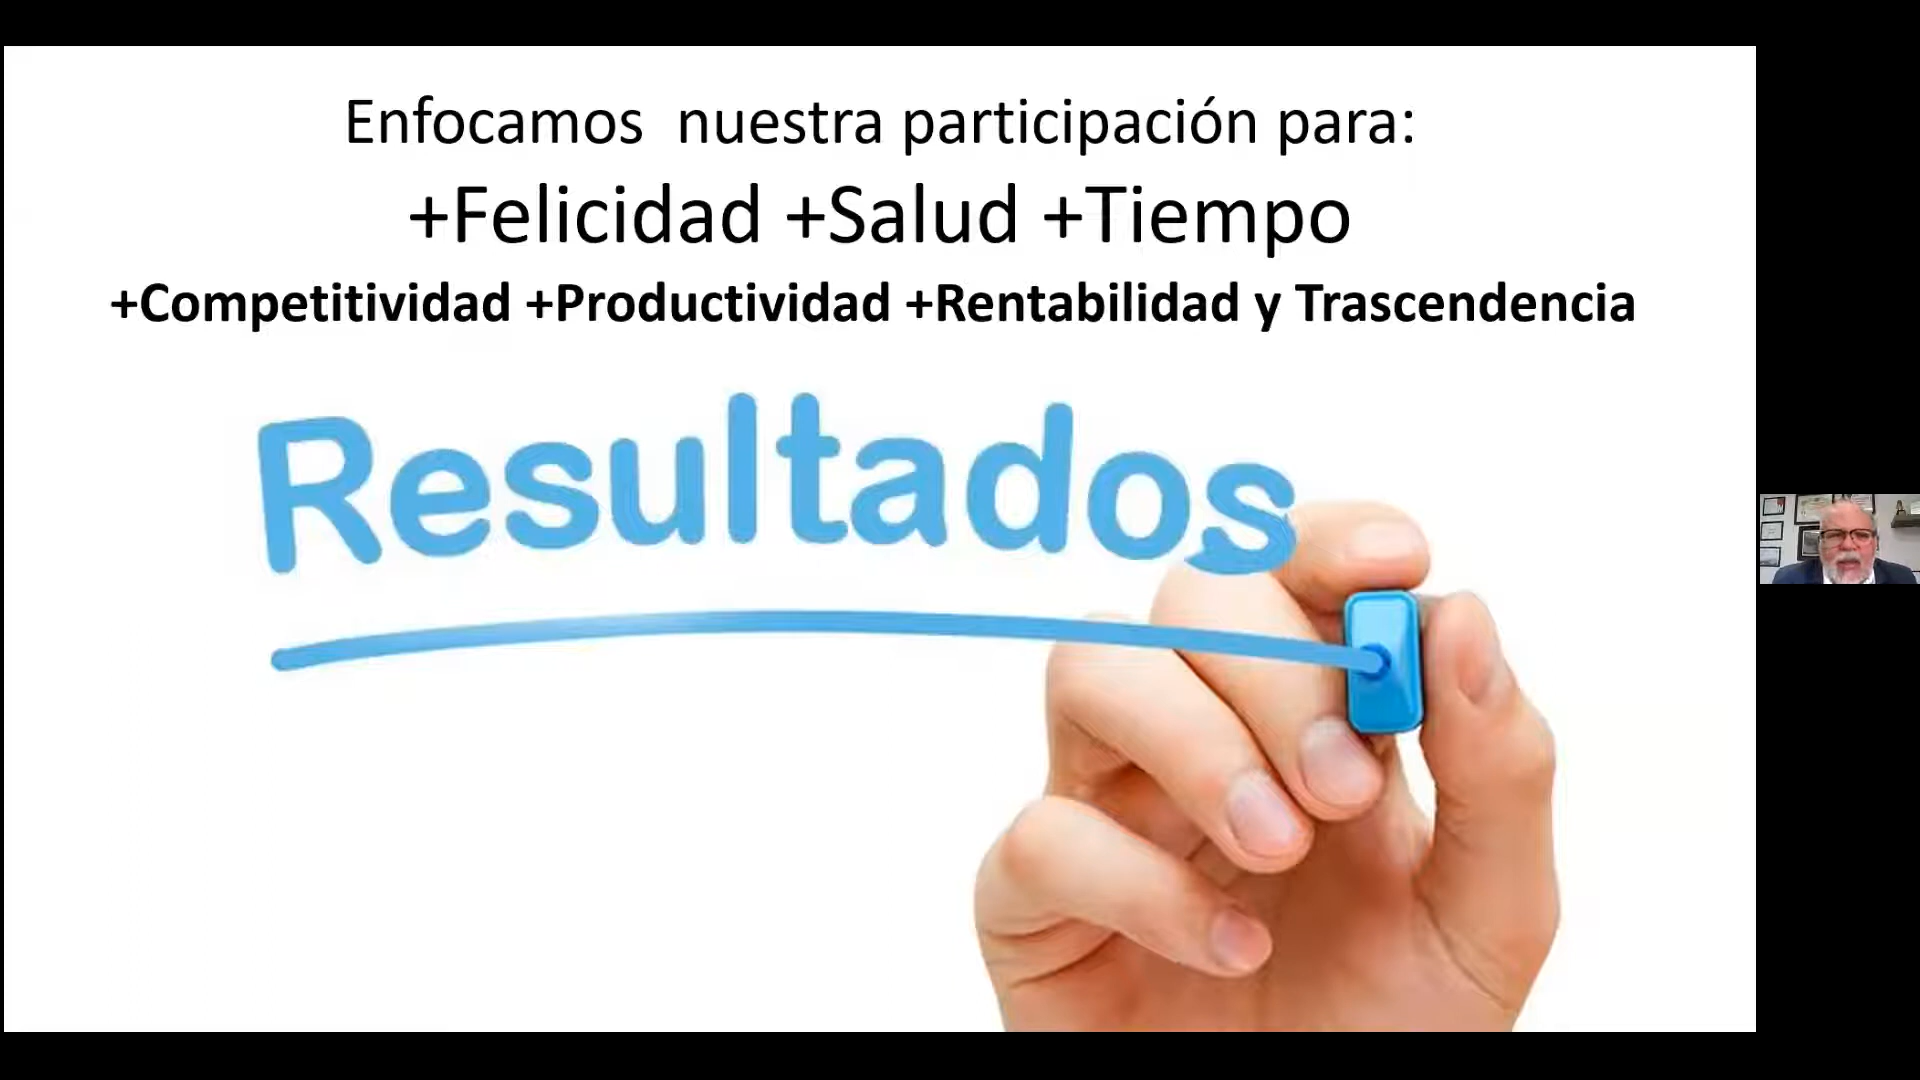 Enfocamos  nuestra participación para:
+Felicidad +Salud +Tiempo
+Competitividad +Productividad +Rentabilidad y Trascendencia
Resultados